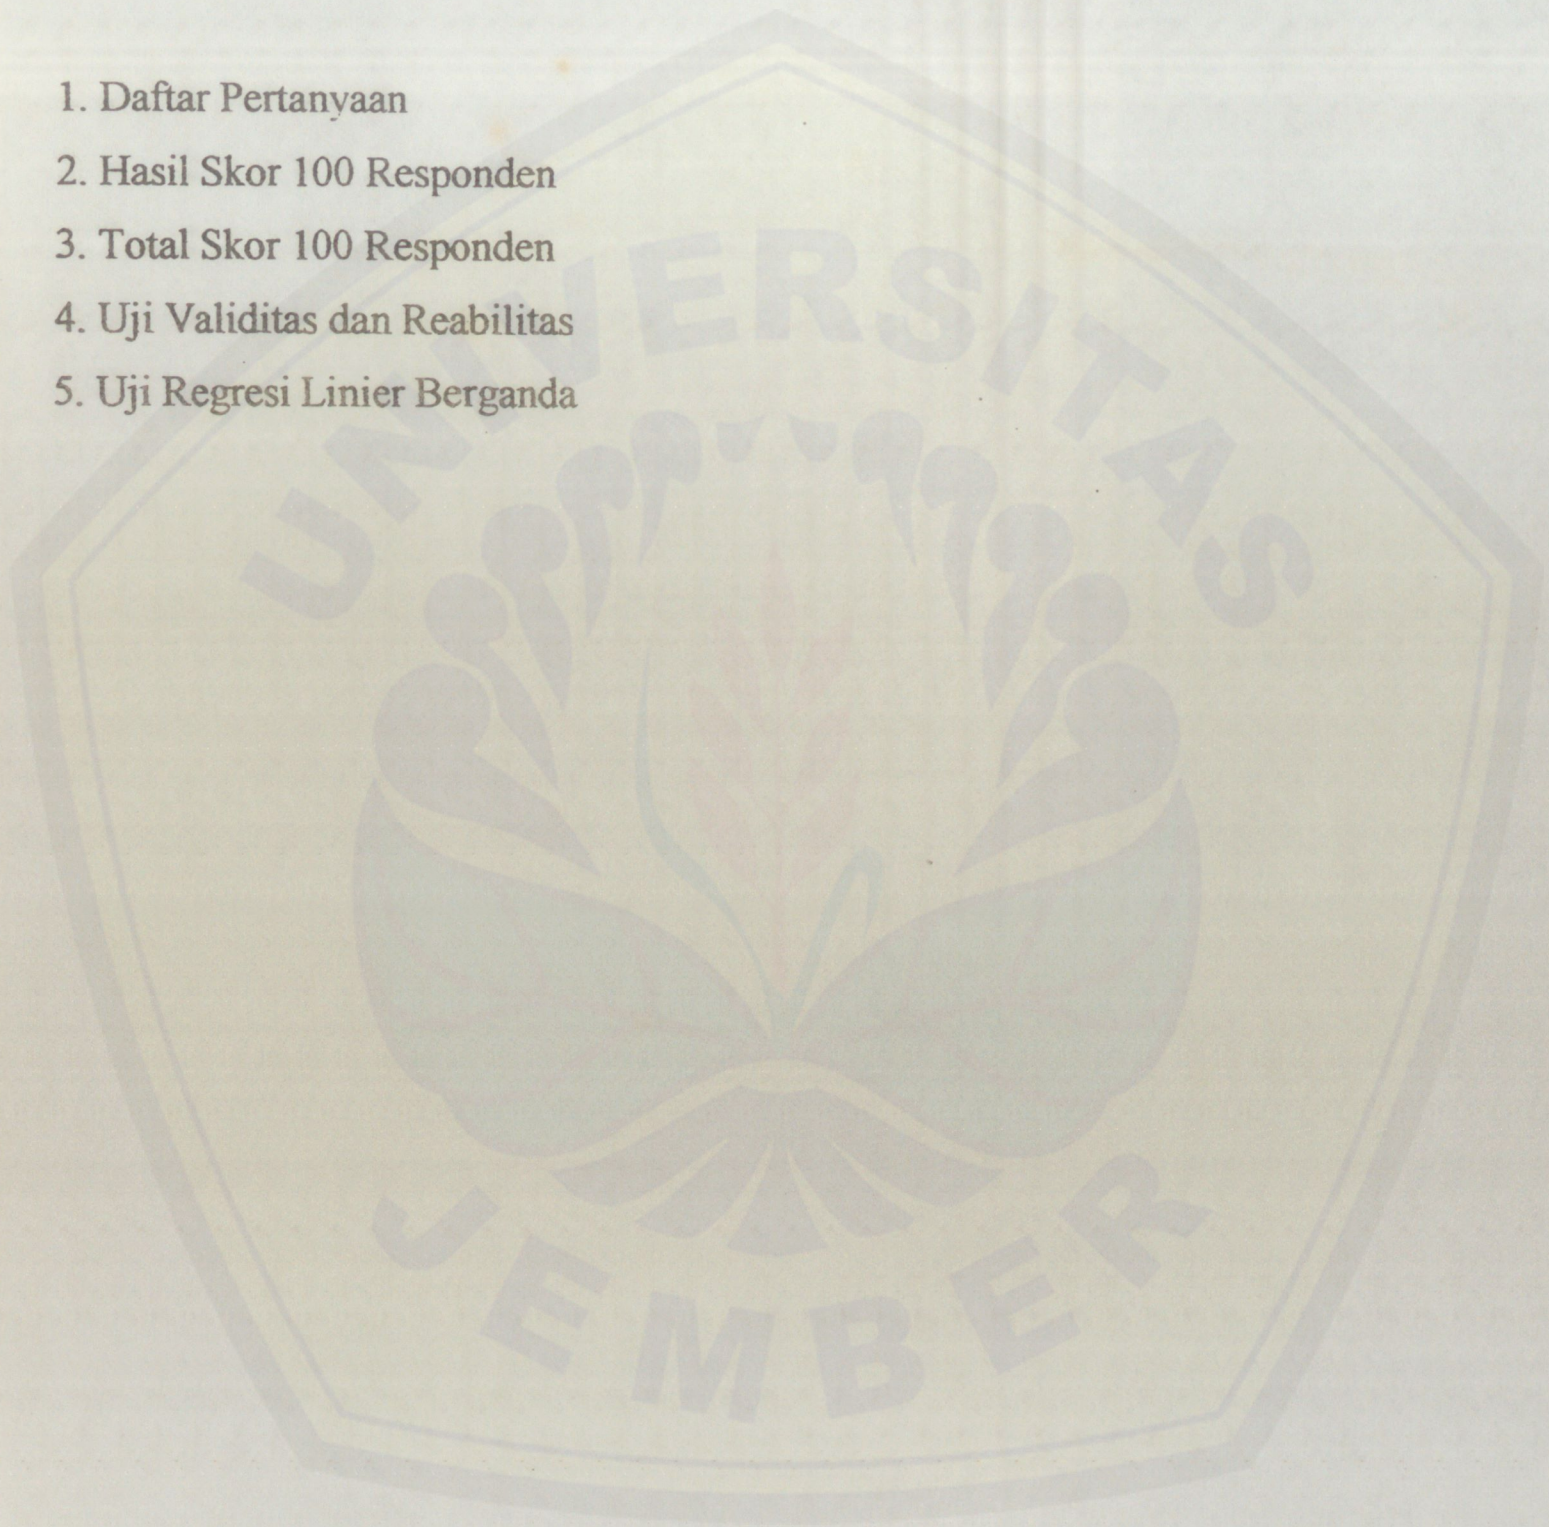 1. Daftar Pertanyaan
2. Hasil Skor 100 Responden
3. Total Skor 100 Responden
4. Uji Validitas dan Reabilitas
5. Uji Regresi Linier Berganda
UNIVERSITAS
JEMBER